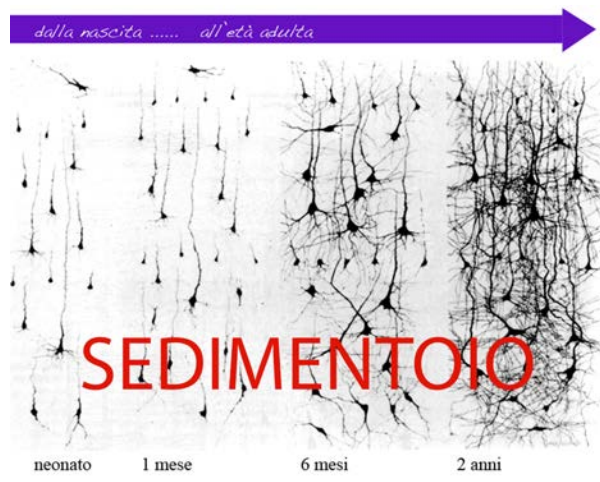 dalla nascita ...... all'età adulta
SEDIMENTOIO
neonato 1 mese 6 mesi 2 anni